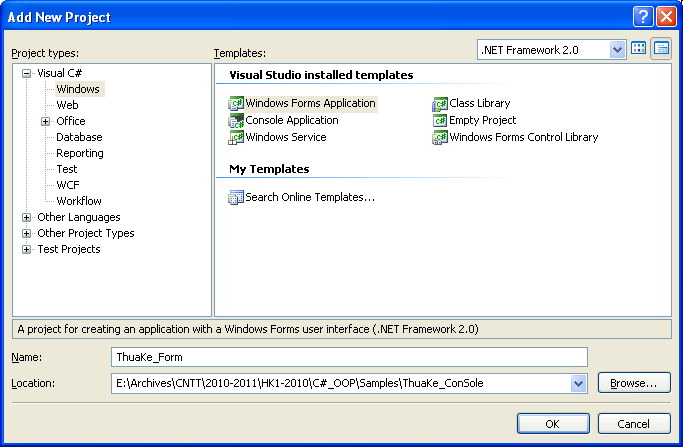 Add New Project
Project types:
Templates:
.NET Framework 2.0
Visual C#
Windows
Web
Office
Database
Reporting
Test
WCF
Workflow
Other Languages
Other Project Types
Test Projects
Visual Studio installed templates
Windows Forms Application
Class Library
Console Application
Empty Project
Windows Service
Windows Forms Control Library
My Templates
Search Online Templates...
A project for creating an application with a Windows Forms user interface (.NET Framework 2.0)
Name:
ThuaKe_Form
Location:
E:\Archives\CNTT\2010-2011\HK1-2010\C#_OOP\Samples\ThuaKe_ConSole
Browse...
OK
Cancel